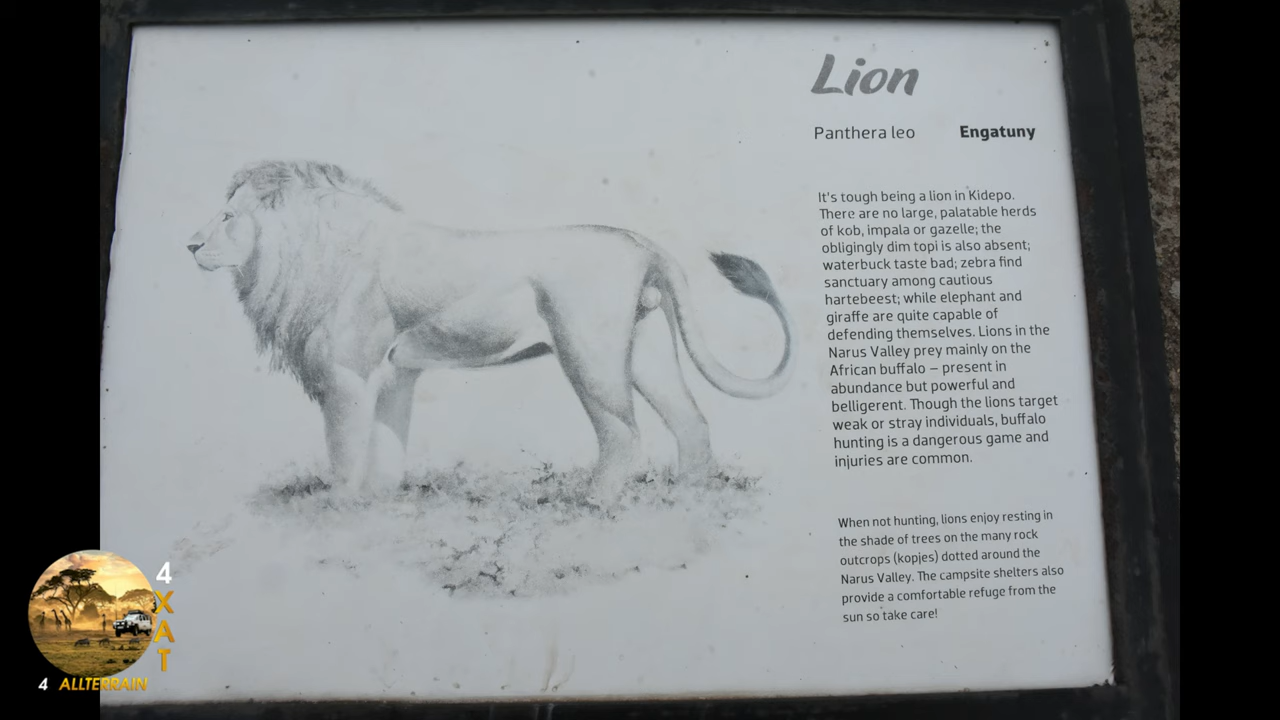 Lion
Panthera leo Engatuny
It's tough being a lion in Kidepo.
There are no large, palatable herds
of kob, impala or gazelle; the
obligingly dim topi is also absent;
waterbuck taste bad; zebra find
sanctuary among cautious
hartebeest; while elephant and
giraffe are quite capable of
defending themselves. Lions in the
Narus Valley prey mainly on the
African buffalo – present in
abundance but powerful and
belligerent. Though the lions target
weak or stray individuals, buffalo
hunting is a dangerous game and
injuries are common.
When not hunting, lions enjoy resting in
the shade of trees on the many rock
outcrops (kopjes) dotted around the
Narus Valley. The campsite shelters also
provide a comfortable refuge from the
sun so take care!
4
X
A
T
4 ALLTERRAIN